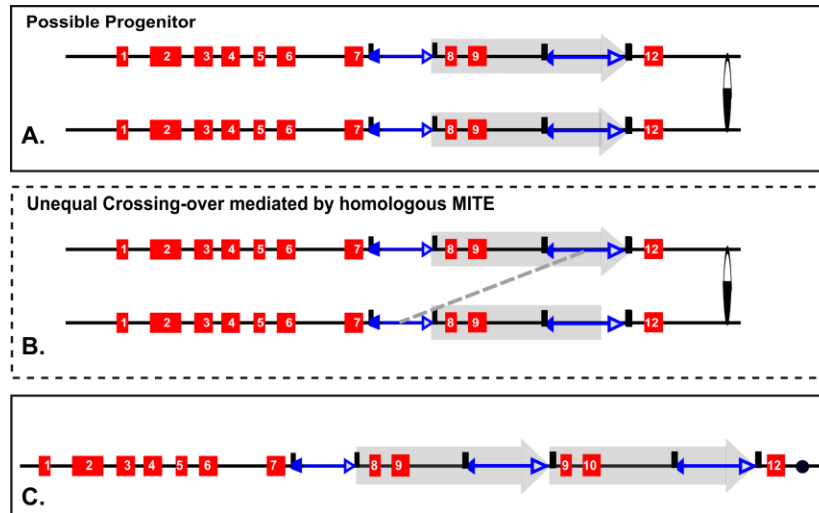 Possible Progenitor
1 2 3 4 5 6 7 8 9 12
1 2 3 4 5 6 7 8 9 12
A.
Unequal Crossing-over mediated by homologous MITE
1 2 3 4 5 6 7 8 9 12
1 2 3 4 5 6 7 8 9 12
B.
1 2 3 4 5 6 7 8 9 9 10 12
C.